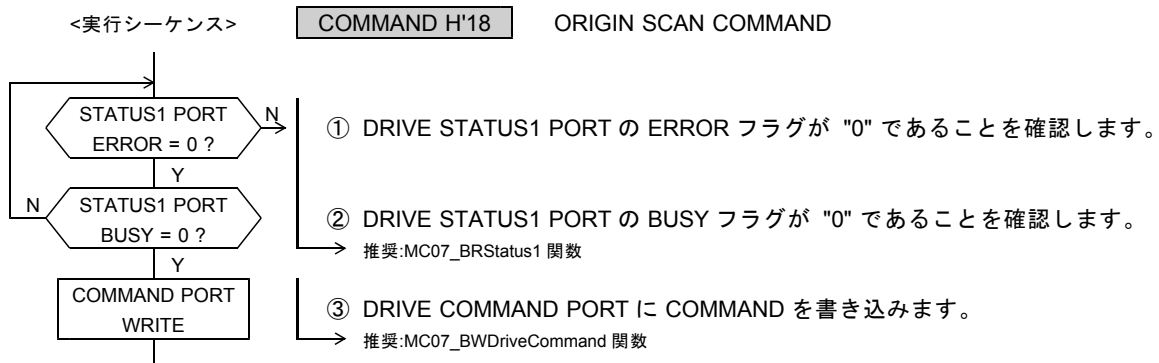 <実行シーケンス>
COMMAND H'18
ORIGIN SCAN COMMAND
STATUS1 PORT
ERROR = 0 ?
N
Y
① DRIVE STATUS1 PORT の ERROR フラグが "0" であることを確認します。
N
STATUS1 PORT
BUSY = 0 ?
Y
② DRIVE STATUS1 PORT の BUSY フラグが "0" であることを確認します。
推奨:MC07_BRStatus1 関数
COMMAND PORT
WRITE
③ DRIVE COMMAND PORT に COMMAND を書き込みます。
推奨:MC07_BWDriveCommand 関数